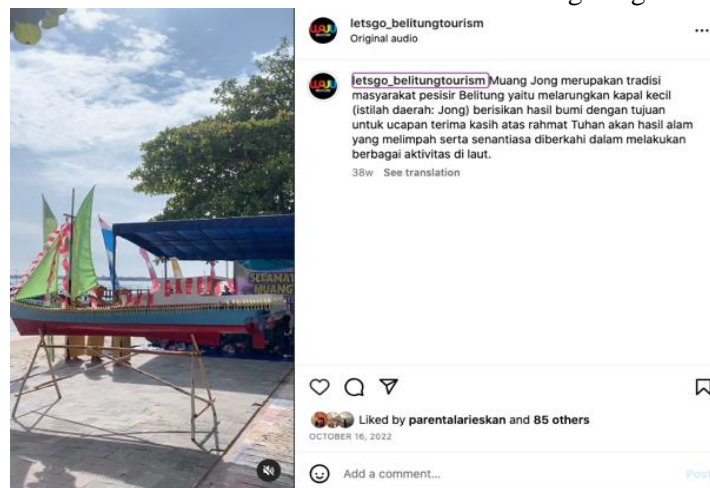 letsgo_belitungtourism
Original audio
letsgo_belitungtourism Muang Jong merupakan tradisi
masyarakat pesisir Belitung yaitu melarungkan kapal kecil
(istilah daerah: Jong) berisikan hasil bumi dengan tujuan
untuk ucapan terima kasih atas rahmat Tuhan akan hasil alam
yang melimpah serta senantiasa diberkahi dalam melakukan
berbagai aktivitas di laut.
38w See translation
SELAMAT
MUANG
Liked by parentalarieskan and 85 others
OCTOBER 16, 2022
Add a comment...
Post